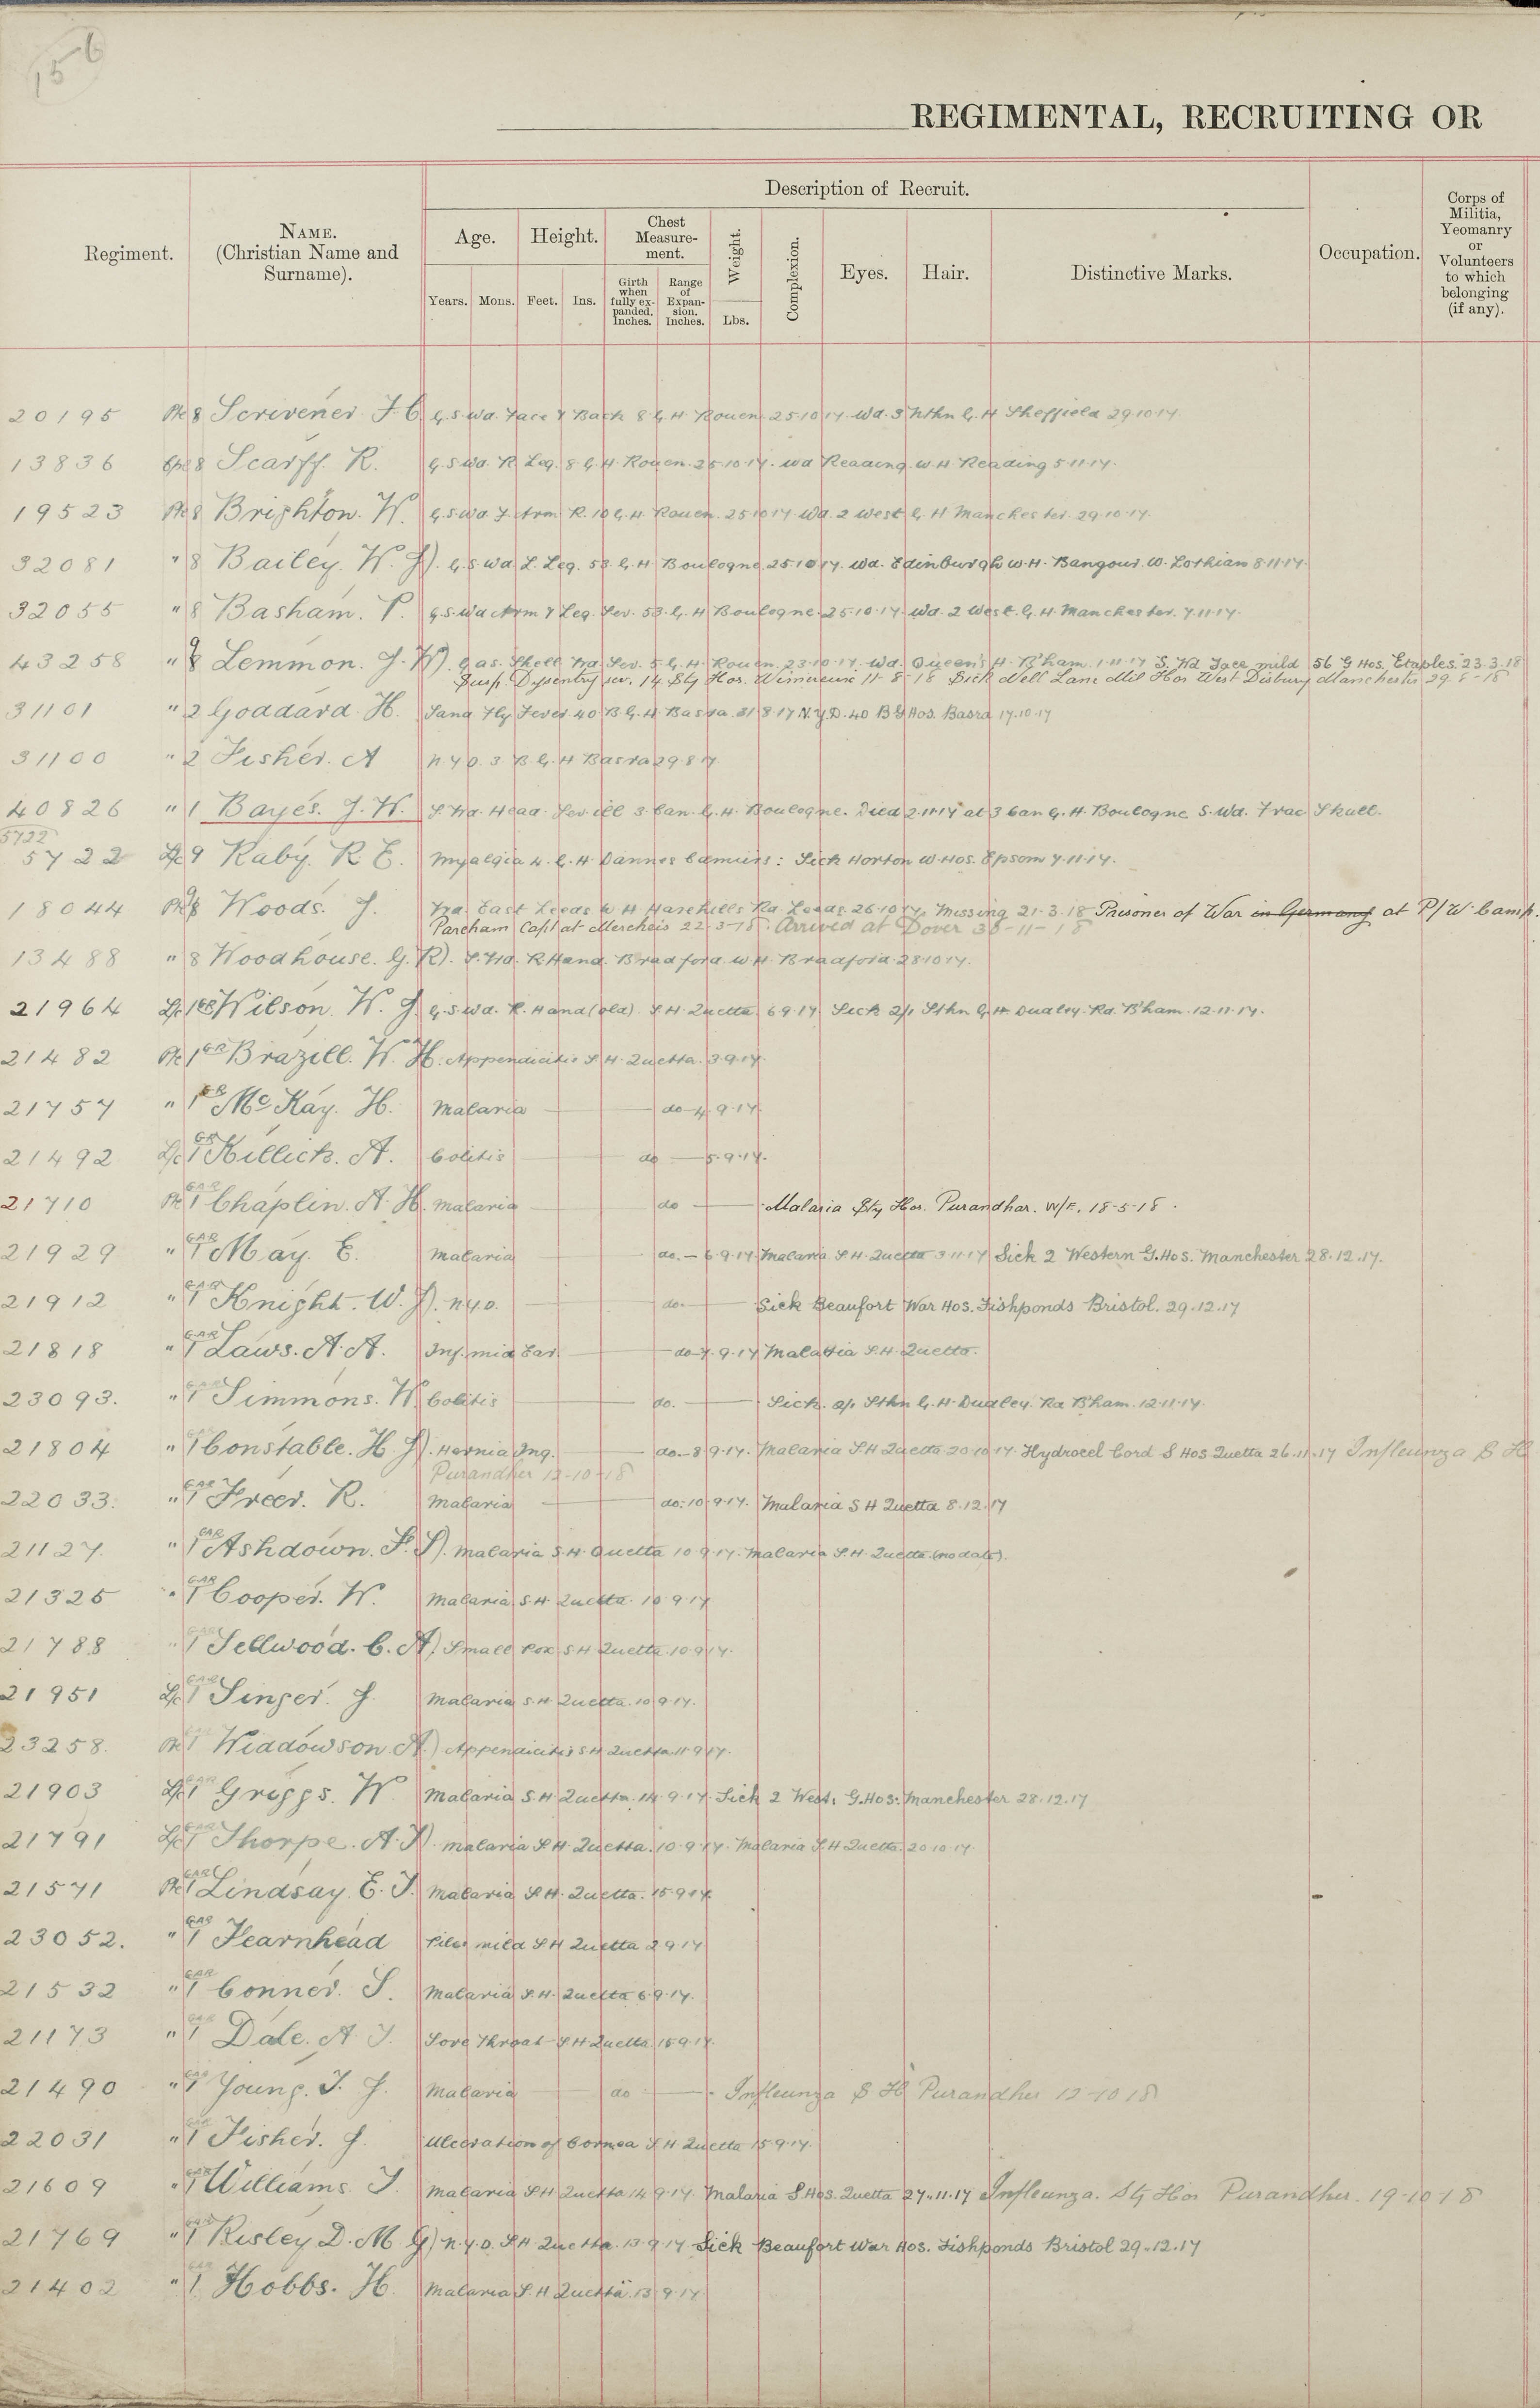 156
REGIMENTAL, RECRUITING OR
Description of Recruit.
Regiment.
NAME.
(Christian Name and
Surname).
Age.
Height.
Chest
Measure-
ment.
Weight.
Complexion.
Eyes.
Hair.
Distinctive Marks.
Occupation.
Corps of
Militia,
Yeomanry
or
Volunteers
to which
belonging
(if any).
Years.
Mons.
Feet.
Ins.
Girth
when
fully ex-
panded.
Inches.
Range
of
Expan-
sion.
Inches.
Lbs.
20195 Pte 8 Scrivener. F.C. G.S.Wd. Face & Back 8 G.H. Rouen 25.10.17. Wd. 3 Nthn G.H Sheffield 29.10.17.
13836 Cpl 8 Scarff. R. G.S.Wd. R. Leg. 8 G.H. Rouen. 25.10.17. Wd Reading. W.H. Reading 5.11.17.
19523 Pte 8 Brighton. W. G.S.Wd. F.Arm R. 10 G.H. Rouen. 25.10.17 Wd. 2 West G.H Manchester. 29.10.17.
32081 " 8 Bailey. W. J). G.S.Wd L. Leg. 53 G.H Boulogne 25.10.17. Wd. Edinburgh W.H. Bangour. W. Lothian 8.11.17.
32055 " 8 Basham. P. G.S.Wd Arm & Leg. Sev. 53. G.H Boulogne. 25.10.17. Wd. 2 West. G.H. Manchester. 7.11.17.
43258 " 8 9 Lemmon. J. W). Gas. Shell Wd. Sev. 5 G.H. Rouen. 23.10.17. Wd. Queen's H. B'ham. 1.11.17 S. Wd Face mild 56 G Hos. Etaples 23.3.18
Susp. Dysentry sev. 14 Sty Hos. Wimereux 11-8-18 Sick Nell Lane Mil Hos West Disbury Manchester 29.8-18
31101 " 2 Goddard. H. Sand Fly Fever 40 B.G.H. Basra. 31.8.17 N.Y.D. 40 B G Hos. Basra 17.10.17
31100 " 2 Fisher. A N.Y.D. 3 B.G.H Basra 29.8.17.
40826 " 1 Bayes. J. W. S. Wd. Head. Sev. ill 3 Can. G.H. Boulogne. Died 2.11.17 at 3 Can G.H. Boulogne S. Wd. Frac Skull.
5722
5722 L/c 9 Raby. R E. Myalgia 4. G.H Dannes Camiers: Sick Horton W. Hos. Epsom 7.11.17.
18044 Pte 8 9 Woods. J. Wd. East Leeds W H Harehills Rd. Leeds. 26.10.17. Missing 21-3.18 Prisoner of War in Germany at P/W. Camp.
Parcham Capt at Mercheis 22-3-18. Arrived at Dover 30-11-18
13488 " 8 Woodhouse. G. R). S. Wd. R Hand. Bradford W.H. Bradford 28.10.17.
21964 L/c 1 GB Wilson. W. J. G.S.Wd. R. Hand (old) S.H. Quetta. 6.9.17. Sick 2/1 Sthn G.H Dudley. Rd. B'ham. 12.11.17.
21482 Pte 1 GB Brazill. W. H. Appendicitis S.H. Quetta. 3.9.17.
21757 " 1 GB McKay. H. Malaria do 4.9.17.
21492 L/c 1 GB Killick. A. Colitis do 5.9.17.
21710 Pte 1 GAR Chaplin. A. H. Malaria do Malaria Sty Hos. Purandhar. W/E. 18-5-18.
21929 " 1 GAR May. E. Malaria do. 6.9.17. Malaria S.H. Quetta 3.11.17 Sick 2 Western G.Hos. Manchester 28.12.17.
21912 " 1 GAR Knight. W. J). N.Y.D. do. Sick Beaufort War Hos. Fishponds Bristol. 29.12.17
21818 " 1 GAR Laws. A. A. Inf. mid Ear do 7.9.17 Malaria S.H. Quetta.
23093. " 1 Simmons. W. Colitis do. Sick. 2/1 Sthn G.H. Dudley. Rd B'ham. 12.11.17.
21804 " 1 Constable. H. J). Hernia Ing. do. 8.9.17. Malaria S.H Quetta 20.10.17. Hydrocel Cord S Hos Quetta 26.11.17 Infleunza S H
Purandher 12-10-18
22033. " 1 GAR Freer. R. Malaria do: 10.9.17. Malaria S H Quetta 8.12.17
21127. " 1 GAR Ashdown. F. S). Malaria S.H. Quetta 10.9.17. Malaria S.H. Quetta (no date).
21325 " 1 GAR Cooper. W. Malaria S.H. Quetta. 10.9.17
21788 " 1 Sellwood. C. A). Small Pox S H Quetta. 10.9.17.
21951 L/c 1 GAR Singer. J. Malaria S.H. Quetta. 10.9.17.
23258. Pte 1 Widdowson. A.) Appendicitis S H. Quetta 11.9.17.
21903 L/c 1 GAR Griggs. W. Malaria S.H. Quetta. 14.9.17. Sick 2 West. G.Hos. Manchester 28.12.17
21791 L/c 1 GAR Thorpe. A. J). Malaria S.H. Quetta. 10.9.17. Malaria S.H Quetta. 20.10.17.
21571 Pte 1 GAR Lindsay. E. J. Malaria S.H. Quetta. 15.9.17.
23052. " 1 GAR Fearnhead Piles mild S H Quetta 2.9.17
21532 " 1 GAR Conner. S. Malaria S.H. Quetta 6.9.17.
21173 " 1 GAR Dale. A. J. Sore Throat S.H Quetta 15.9.17.
21490 " 1 GAR Young. J. J. Malaria do Infleunza S H Purandher 12-10 18
22031 " 1 GAR Fisher. J. Ulceration of Cornea S H Quetta 15.9.17.
21609 " 1 GAR Williams. J. Malaria S H Quetta 14.9.17. Malaria S.Hos. Quetta 27.11.17 Infleunza. Sty Hos Purandher. 19-10 18
21769 " 1 GAR Risley D. M. G) N.Y.D. S.H. Quetta. 13.9.17 Sick Beaufort War Hos. Fishponds Bristol 29.12.17
21402 " 1 GAR Hobbs. H. Malaria S.H Quetta. 13.9.17